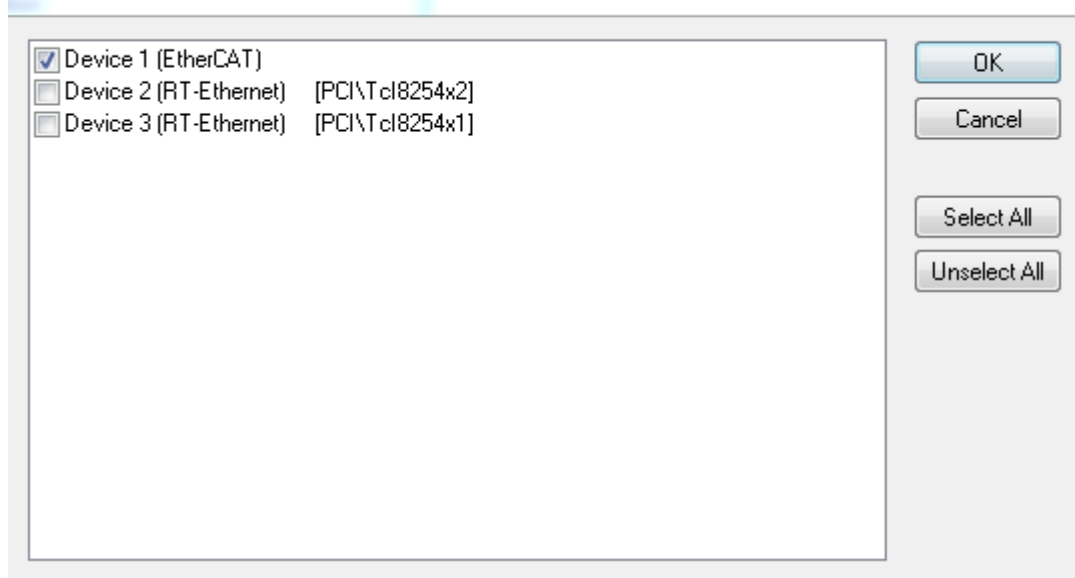 Device 1 (EtherCAT)
Device 2 (RT-Ethernet) [PCI\TcI8254x2]
Device 3 (RT-Ethernet) [PCI\TcI8254x1]
OK
Cancel
Select All
Unselect All